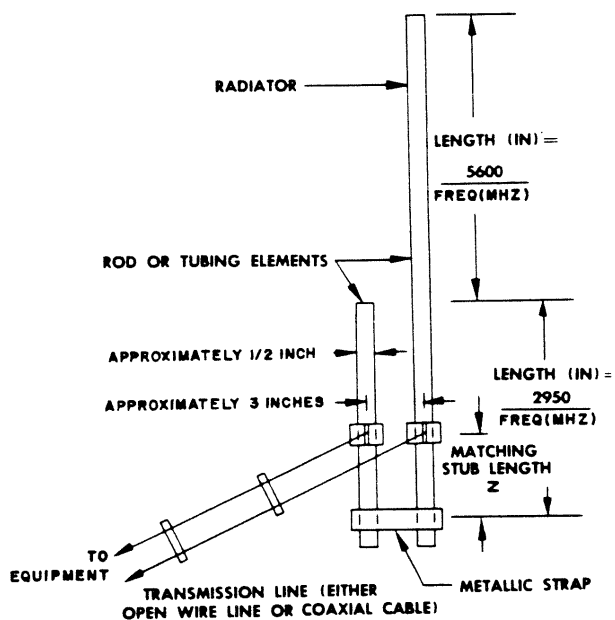 RADIATOR
LENGTH (IN) =
5600
FREQ(MHZ)
ROD OR TUBING ELEMENTS
APPROXIMATELY 1/2 INCH
LENGTH (IN) =
2950
FREQ(MHZ)
APPROXIMATELY 3 INCHES
MATCHING
STUB LENGTH
Z
TO
EQUIPMENT
METALLIC STRAP
TRANSMISSION LINE (EITHER
OPEN WIRE LINE OR COAXIAL CABLE)